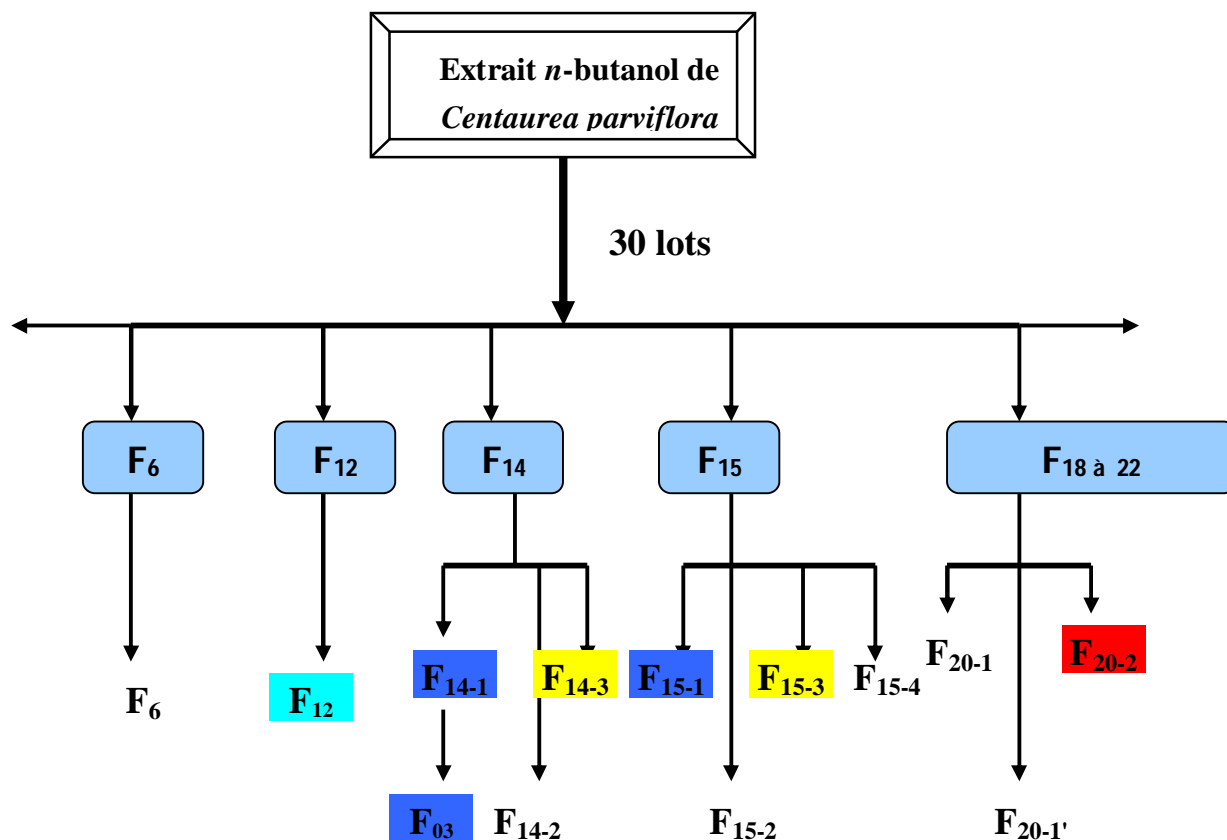 Extrait n-butanol de
Centaurea parviflora
30 lots
F6 F12 F14 F15 F18 à 22
F20-1 F20-2
F14-1 F14-3 F15-1 F15-3 F15-4
F6 F12
F03 F14-2 F15-2 F20-1'